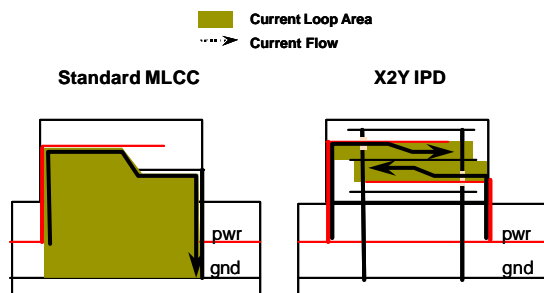 Current Loop Area
Current Flow
Standard MLCC
X2Y IPD
pwr
gnd
pwr
gnd